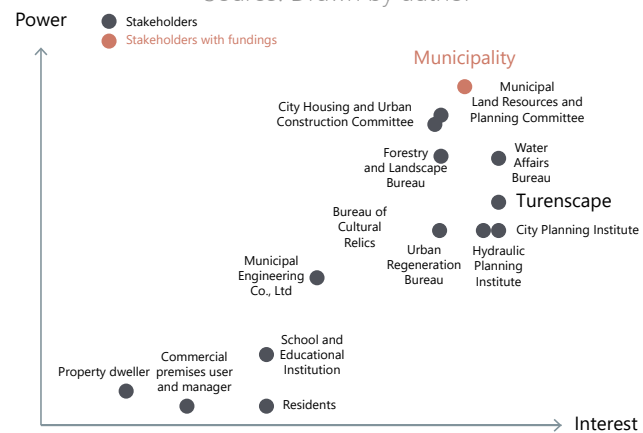 Source: Drawn by author
Power
Stakeholders
Stakeholders with fundings
Municipality
Municipal
Land Resources and
Planning Committee
City Housing and Urban
Construction Committee
Forestry
and Landscape
Bureau
Water
Affairs
Bureau
Turenscape
Bureau of
Cultural
Relics
City Planning Institute
Urban
Regeneration
Bureau
Hydraulic
Planning
Institute
Municipal
Engineering
Co., Ltd
School and
Educational
Institution
Property dweller
Commercial
premises user
and manager
Residents
Interest